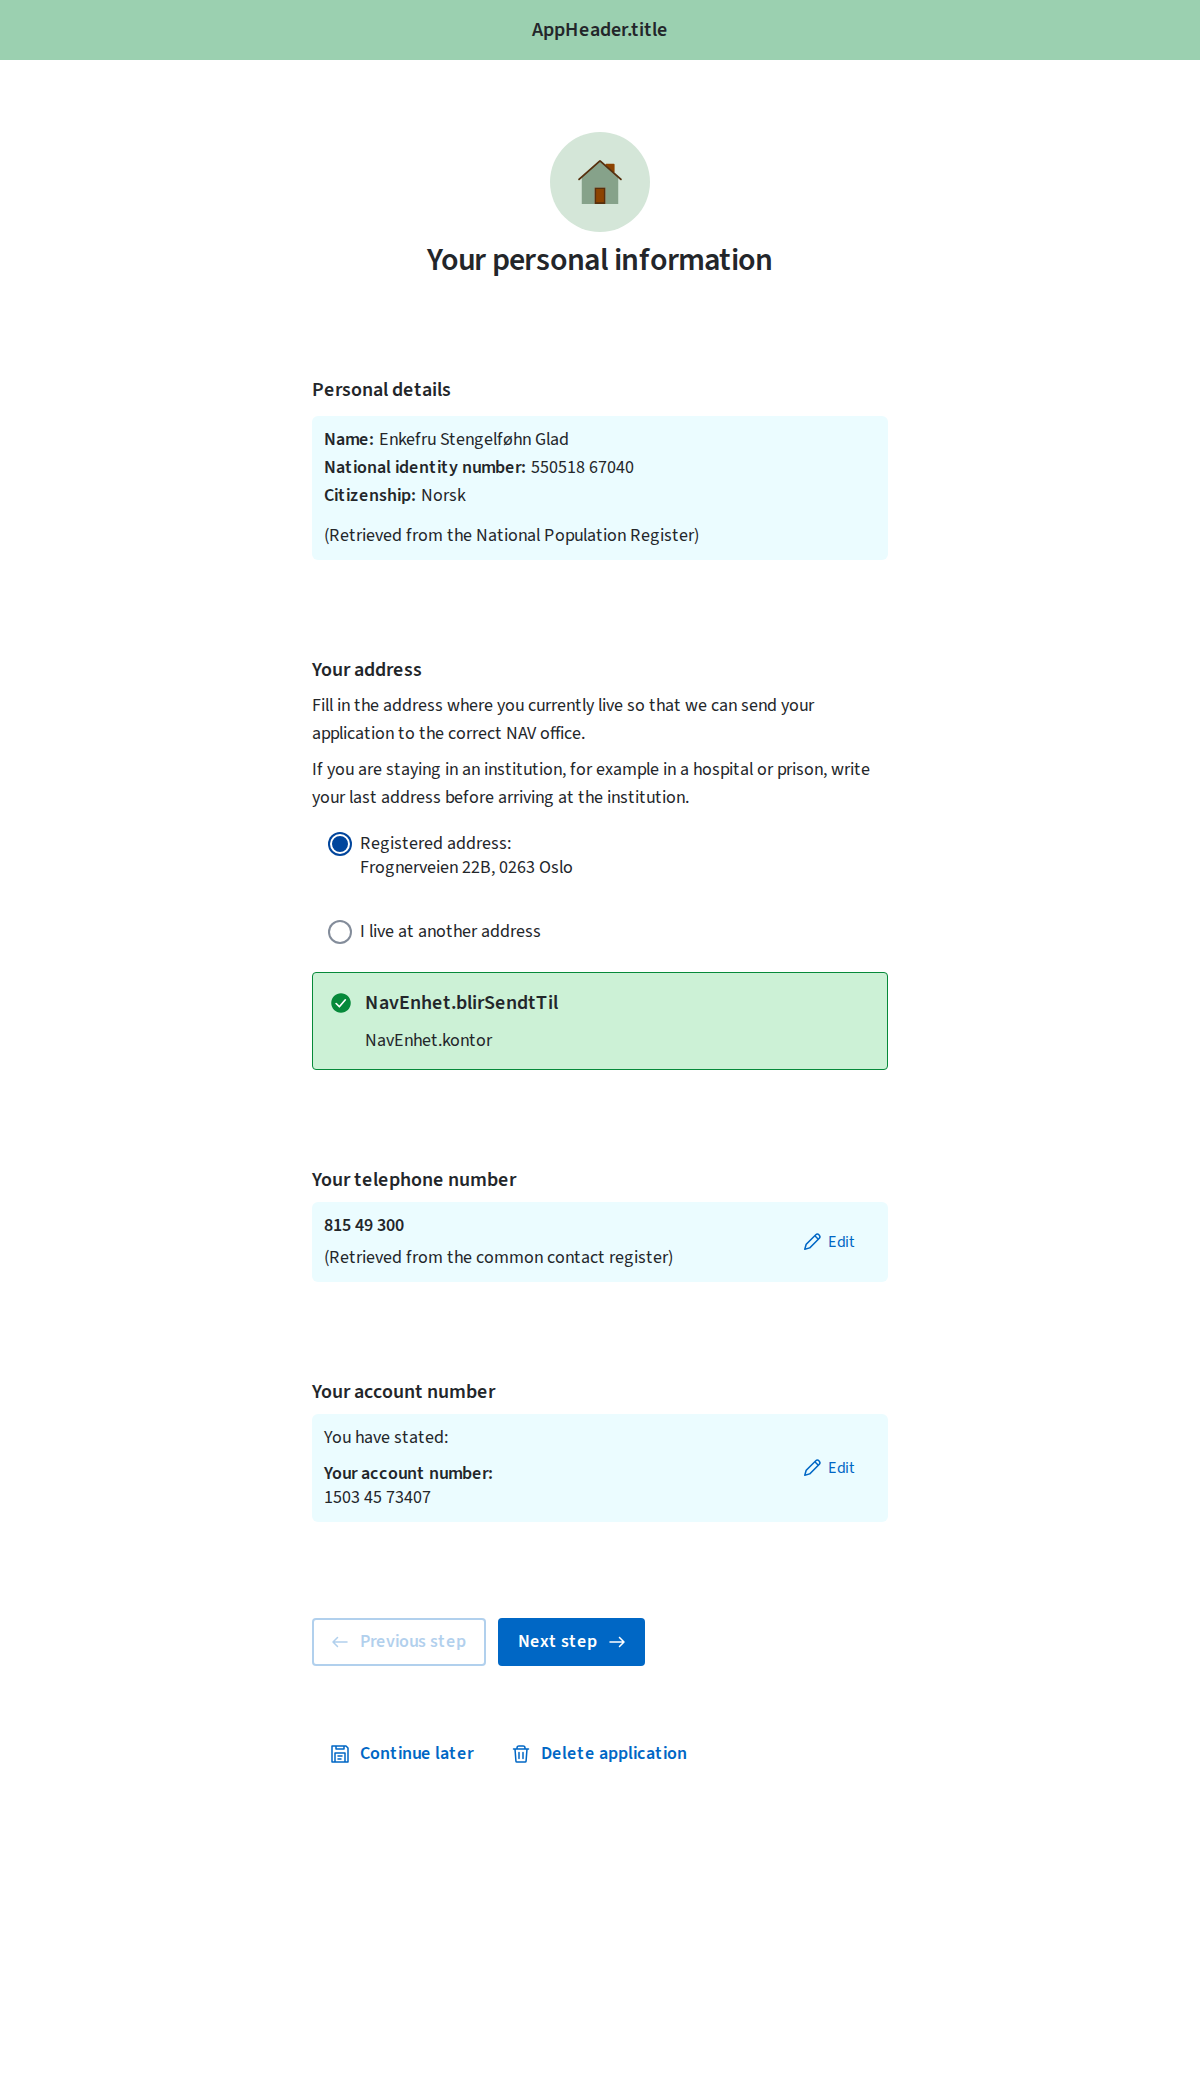 AppHeader.title
Your personal information
Personal details
Name: Enkefru Stengelføhn Glad
National identity number: 550518 67040
Citizenship: Norsk
(Retrieved from the National Population Register)
Your address
Fill in the address where you currently live so that we can send your
application to the correct NAV office.
If you are staying in an institution, for example in a hospital or prison, write
your last address before arriving at the institution.
Registered address:
Frognerveien 22B, 0263 Oslo
I live at another address
NavEnhet.blirSendtTil
NavEnhet.kontor
Your telephone number
815 49 300
(Retrieved from the common contact register)
Edit
Your account number
You have stated:
Your account number:
1503 45 73407
Edit
Previous step
Next step
Continue later
Delete application